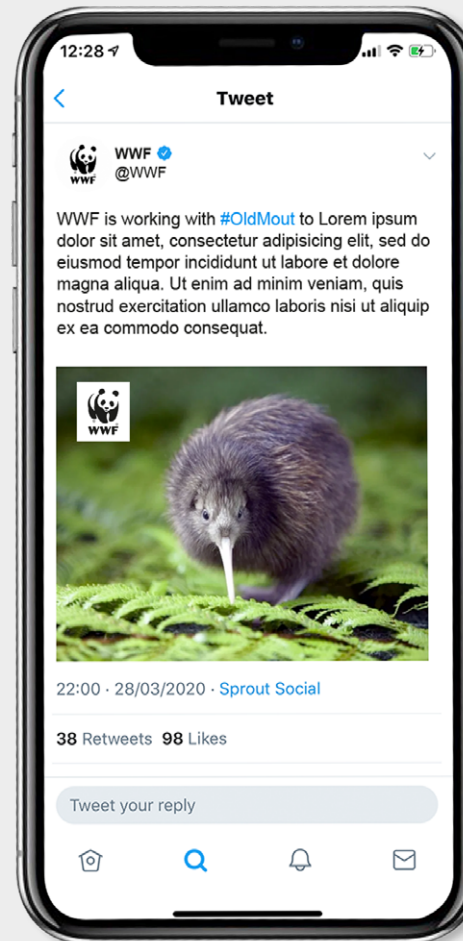 12:28
Tweet
WWF
WWF
@WWF
WWF is working with #OldMout to Lorem ipsum
dolor sit amet, consectetur adipisicing elit, sed do
eiusmod tempor incididunt ut labore et dolore
magna aliqua. Ut enim ad minim veniam, quis
nostrud exercitation ullamco laboris nisi ut aliquip
ex ea commodo consequat.
WWF
22:00 · 28/03/2020 · Sprout Social
38 Retweets 98 Likes
Tweet your reply